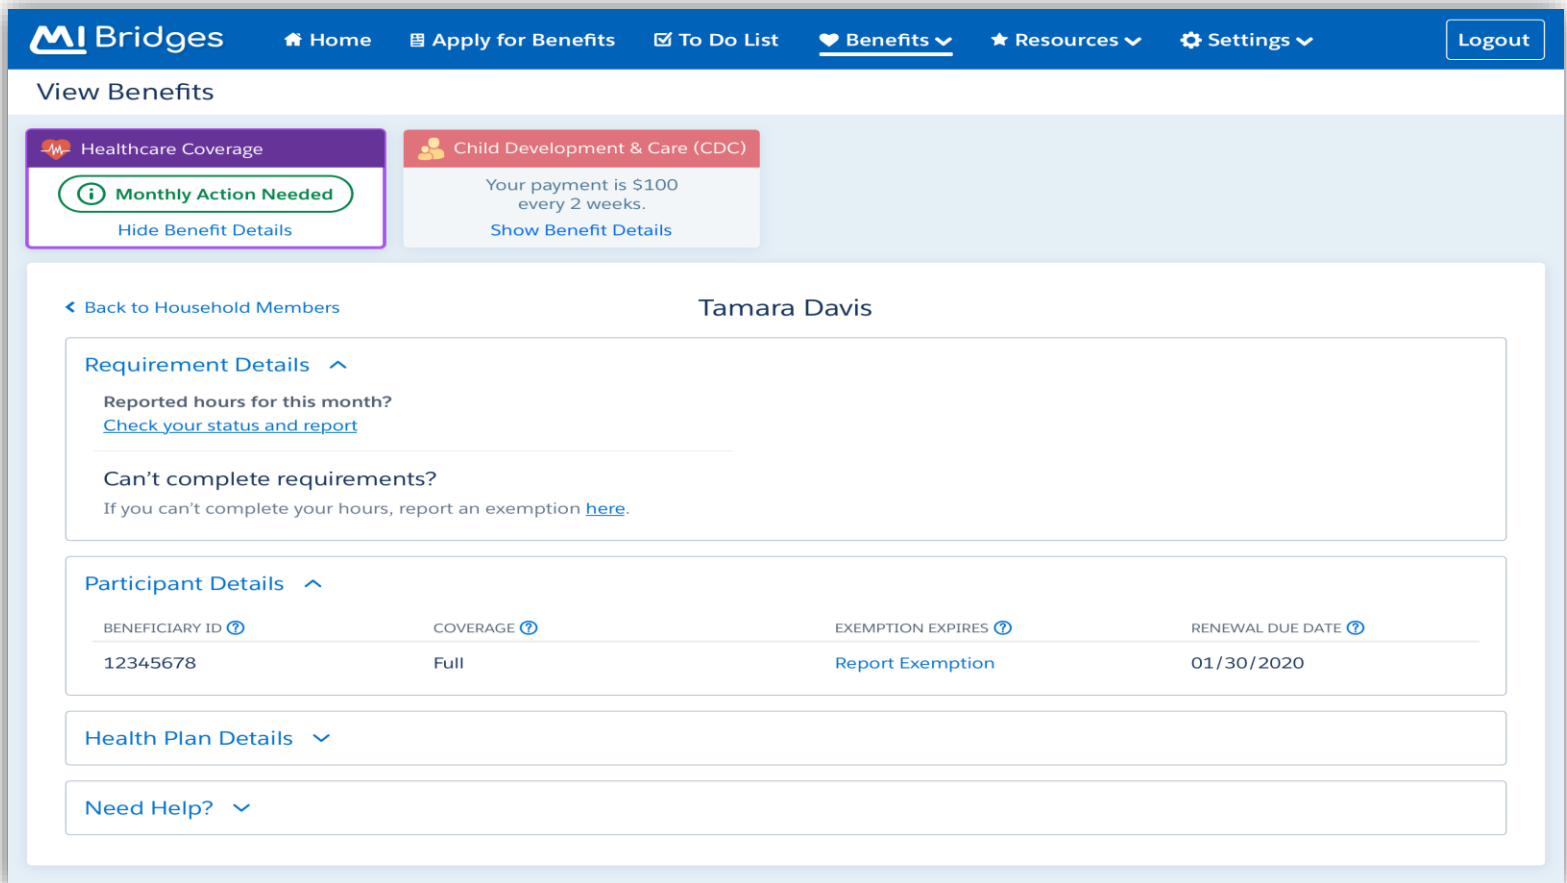 MI Bridges Home Apply for Benefits To Do List Benefits Resources Settings Logout
View Benefits
Healthcare Coverage
Monthly Action Needed
Hide Benefit Details
Child Development & Care (CDC)
Your payment is $100
every 2 weeks.
Show Benefit Details
Back to Household Members
Tamara Davis
Requirement Details
Reported hours for this month?
Check your status and report
Can't complete requirements?
If you can't complete your hours, report an exemption here.
Participant Details
BENEFICIARY ID ? COVERAGE ? EXEMPTION EXPIRES ? RENEWAL DUE DATE ?
12345678 Full Report Exemption 01/30/2020
Health Plan Details
Need Help?